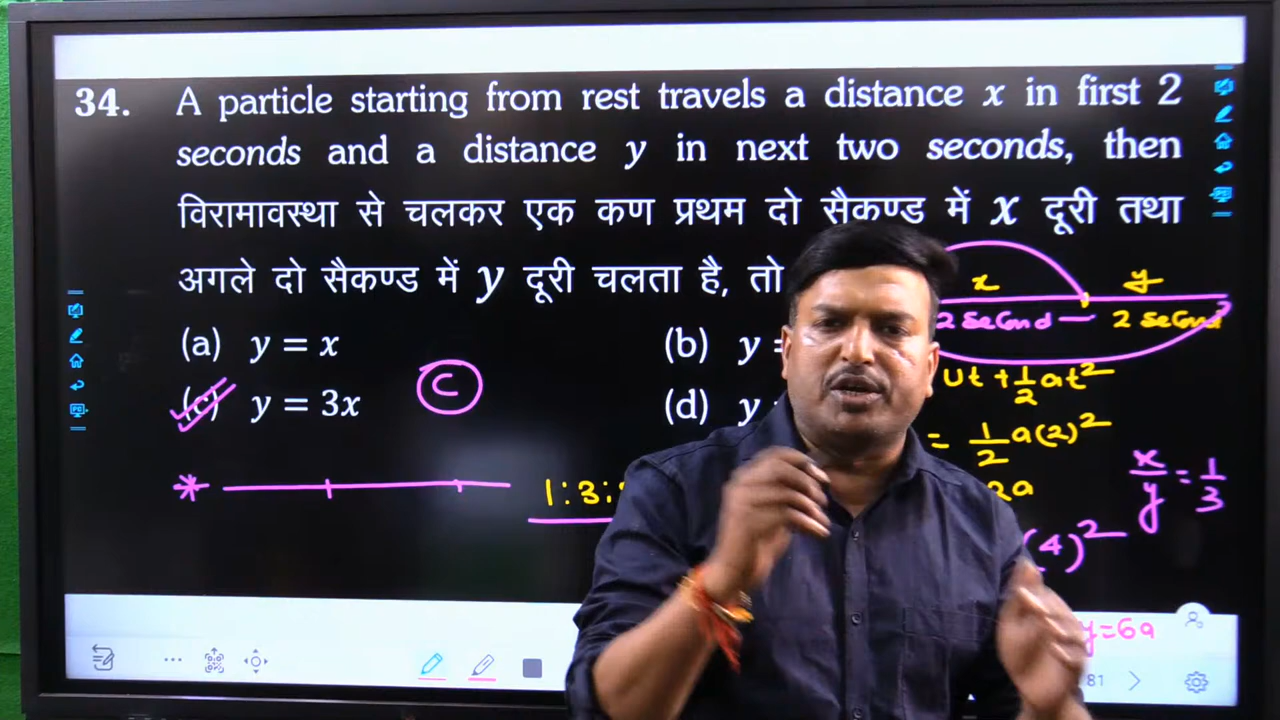 34. A particle starting from rest travels a distance x in first 2
seconds and a distance y in next two seconds, then
विरामावस्था से चलकर एक कण प्रथम दो सैकण्ड में x दूरी तथा
अगले दो सैकण्ड में y दूरी चलता है, तो
x y
2 second 2 second
(a) y = x (b) y =
(c) y = 3x (d) y
C
ut + 1/2 at²
= 1/2 a(2)²
2a
x/y = 1/3
1:3:
(4)²
y=6a
81